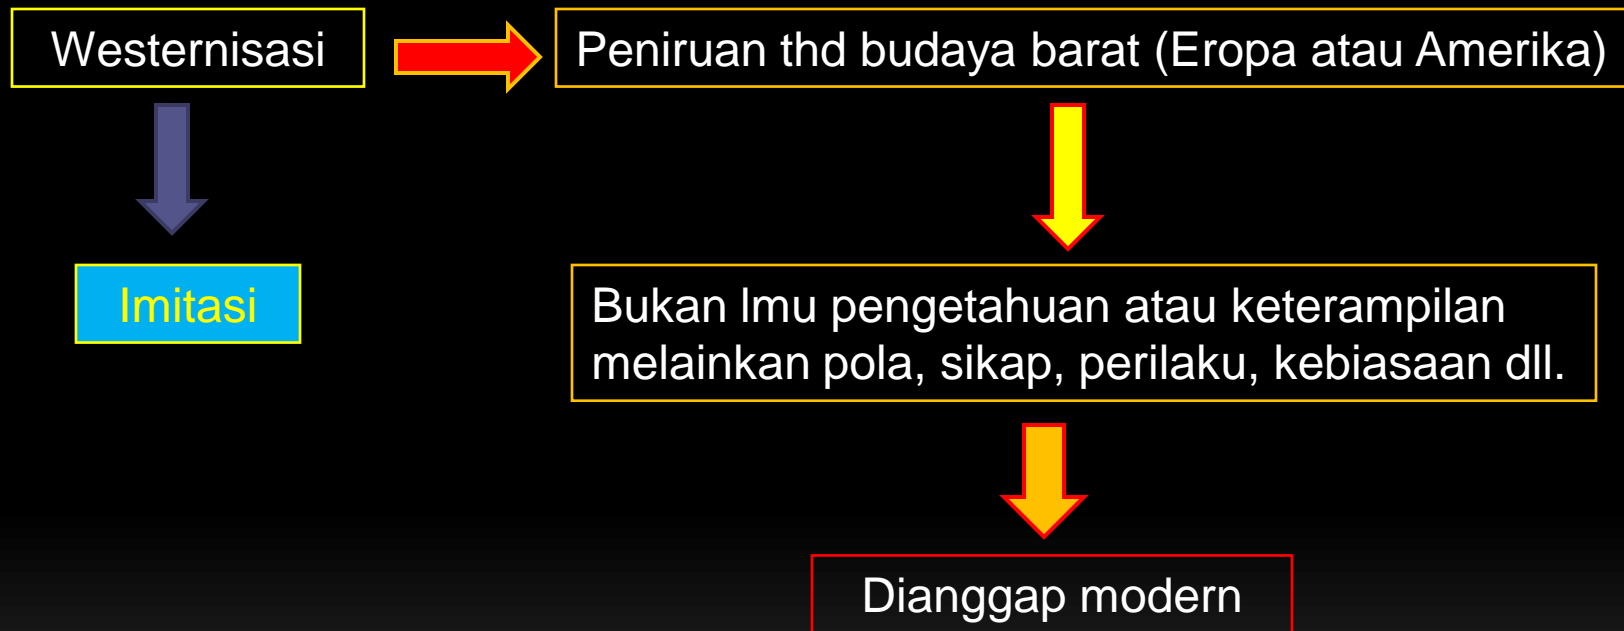 Westernisasi
Peniruan thd budaya barat (Eropa atau Amerika)
Imitasi
Bukan lmu pengetahuan atau keterampilan
melainkan pola, sikap, perilaku, kebiasaan dll.
Dianggap modern